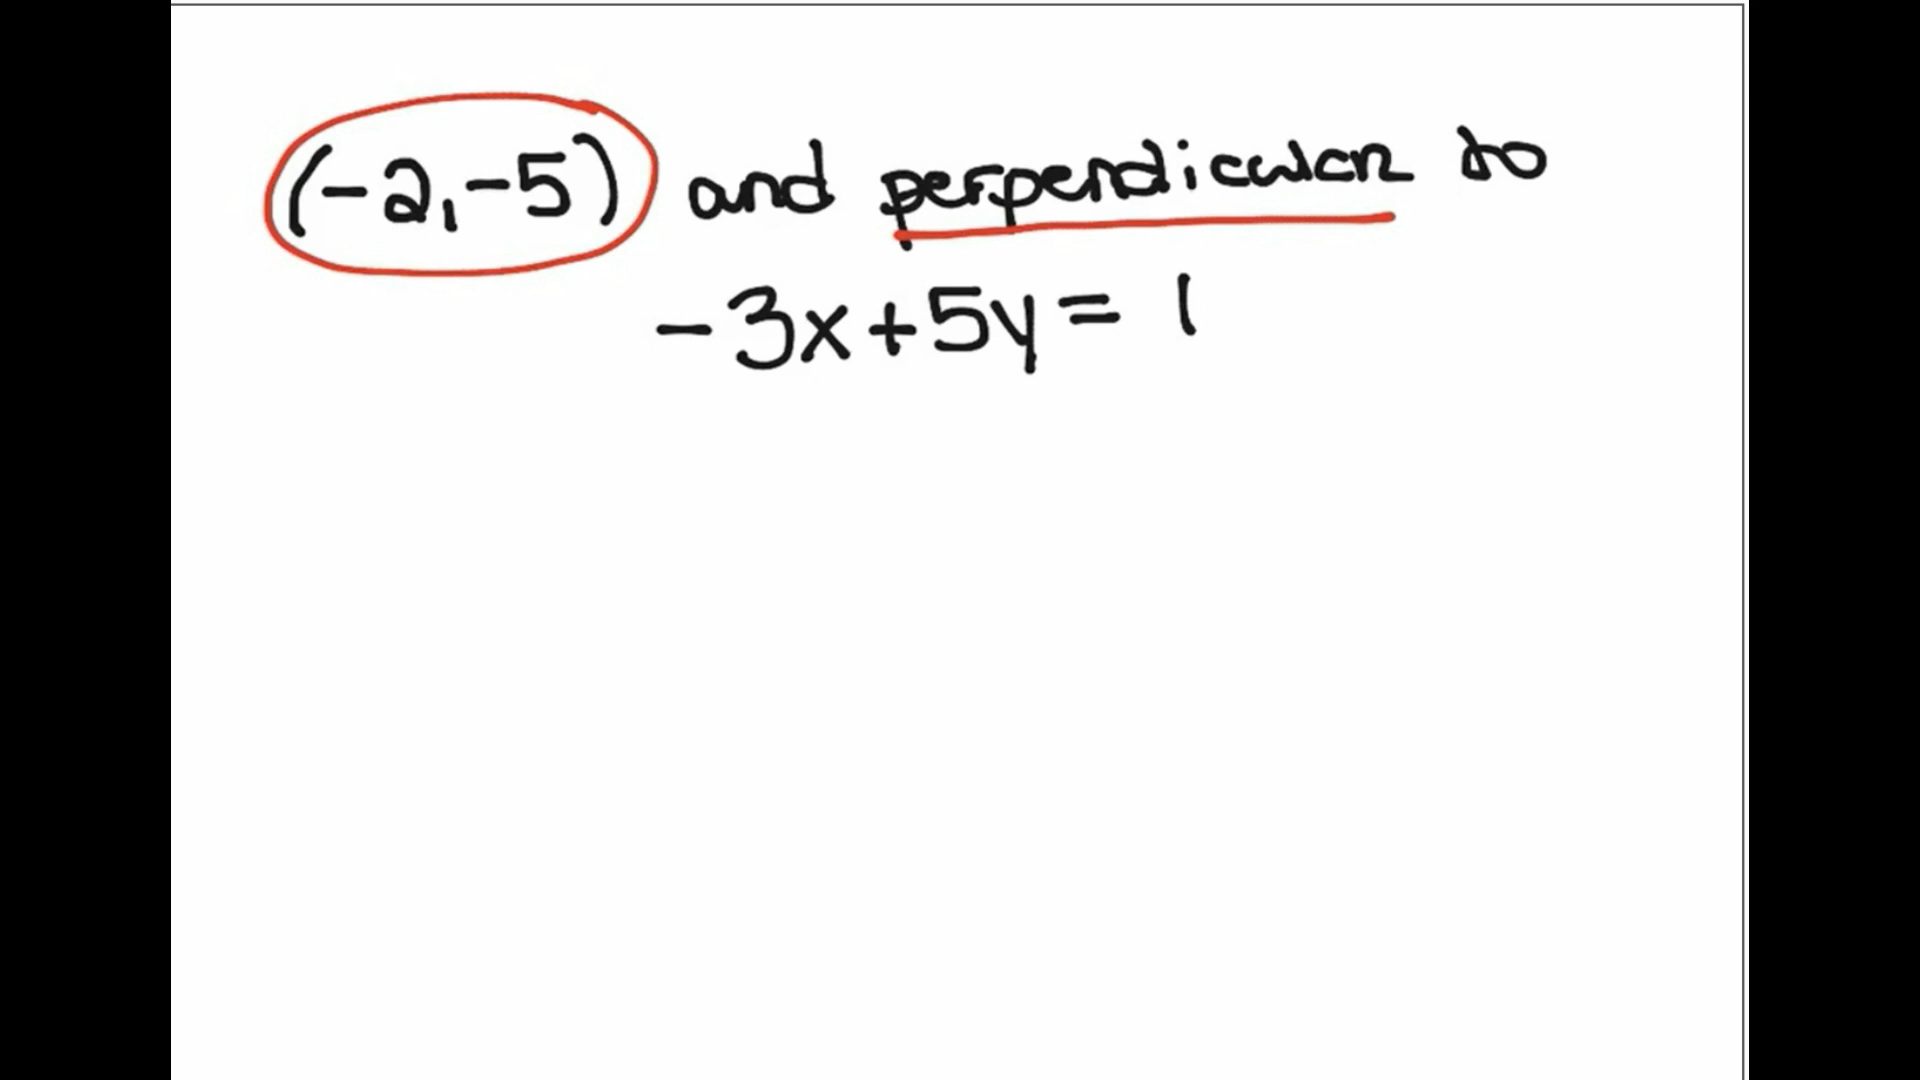 (-2,-5) and perpendicular to
-3x+5y=1